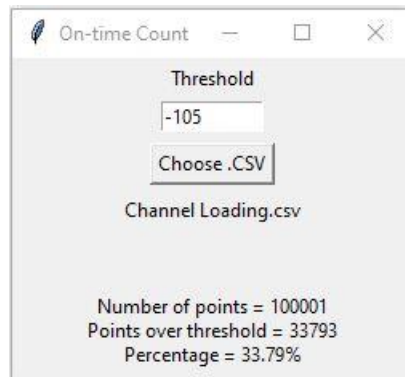 On-time Count
Threshold
-105
Choose .CSV
Channel Loading.csv
Number of points = 100001
Points over threshold = 33793
Percentage = 33.79%